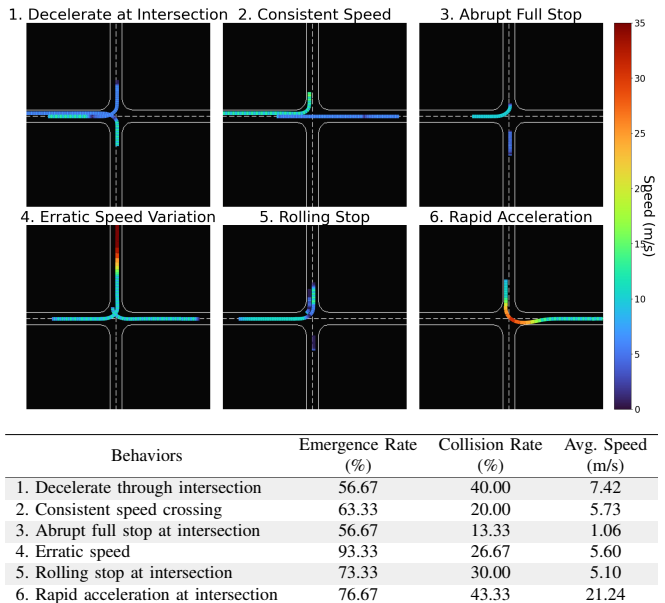 1. Decelerate at Intersection 2. Consistent Speed 3. Abrupt Full Stop
35
30
25
20
15
10
5
0
Speed (m/s)
4. Erratic Speed Variation 5. Rolling Stop 6. Rapid Acceleration
Behaviors Emergence Rate (%) Collision Rate (%) Avg. Speed (m/s)
1. Decelerate through intersection 56.67 40.00 7.42
2. Consistent speed crossing 63.33 20.00 5.73
3. Abrupt full stop at intersection 56.67 13.33 1.06
4. Erratic speed 93.33 26.67 5.60
5. Rolling stop at intersection 73.33 30.00 5.10
6. Rapid acceleration at intersection 76.67 43.33 21.24